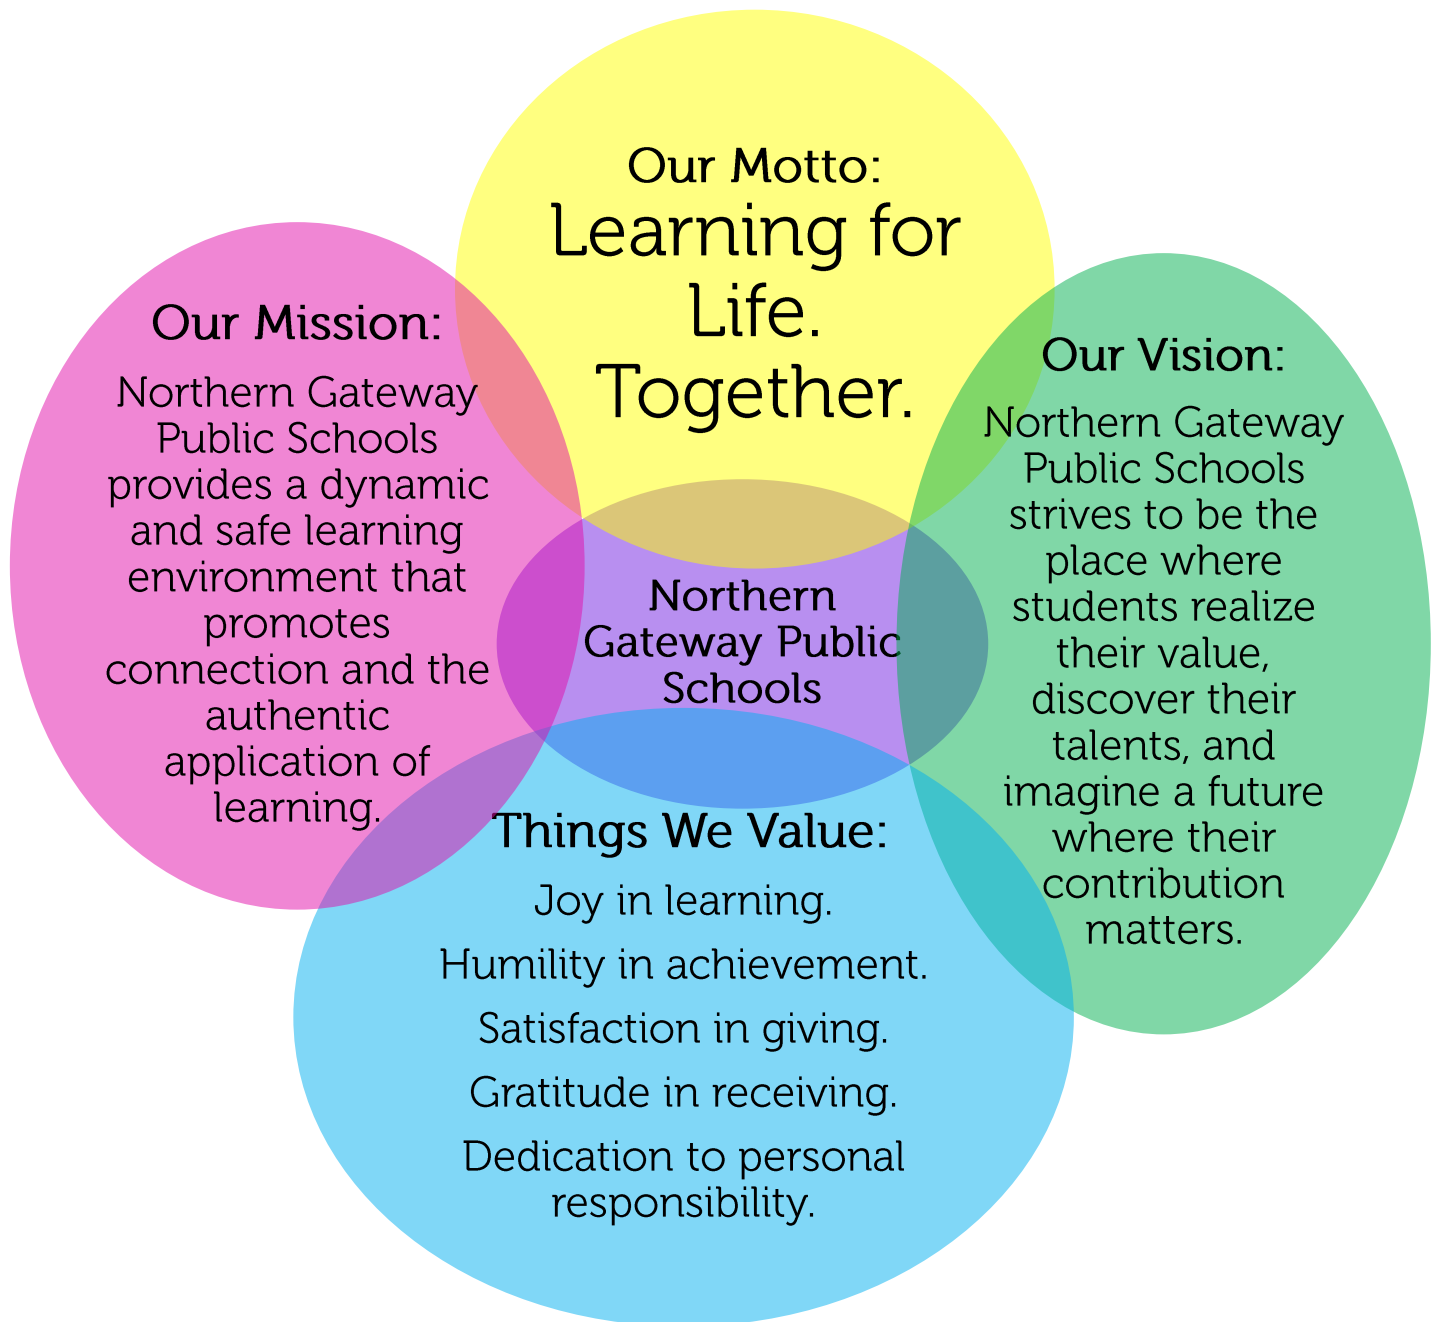 Our Motto:
Learning for
Life.
Together.
Our Mission:
Northern Gateway
Public Schools
provides a dynamic
and safe learning
environment that
promotes
connection and the
authentic
application of
learning.
Northern
Gateway Public
Schools
Our Vision:
Northern Gateway
Public Schools
strives to be the
place where
students realize
their value,
discover their
talents, and
imagine a future
where their
contribution
matters.
Things We Value:
Joy in learning.
Humility in achievement.
Satisfaction in giving.
Gratitude in receiving.
Dedication to personal
responsibility.